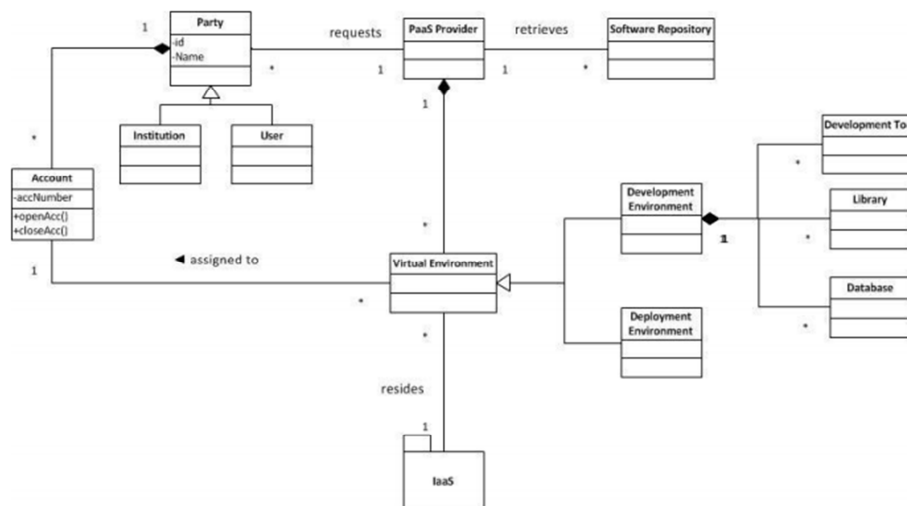 Party
-id
-Name
1
*
requests
1
PaaS Provider
1
retrieves
*
Software Repository
1
Institution
User
*
Account
-accNumber
+openAcc()
+closeAcc()
1
assigned to
*
*
Virtual Environment
*
Development
Environment
1
Deployment
Environment
Development
*
Library
*
Database
*
resides
1
IaaS